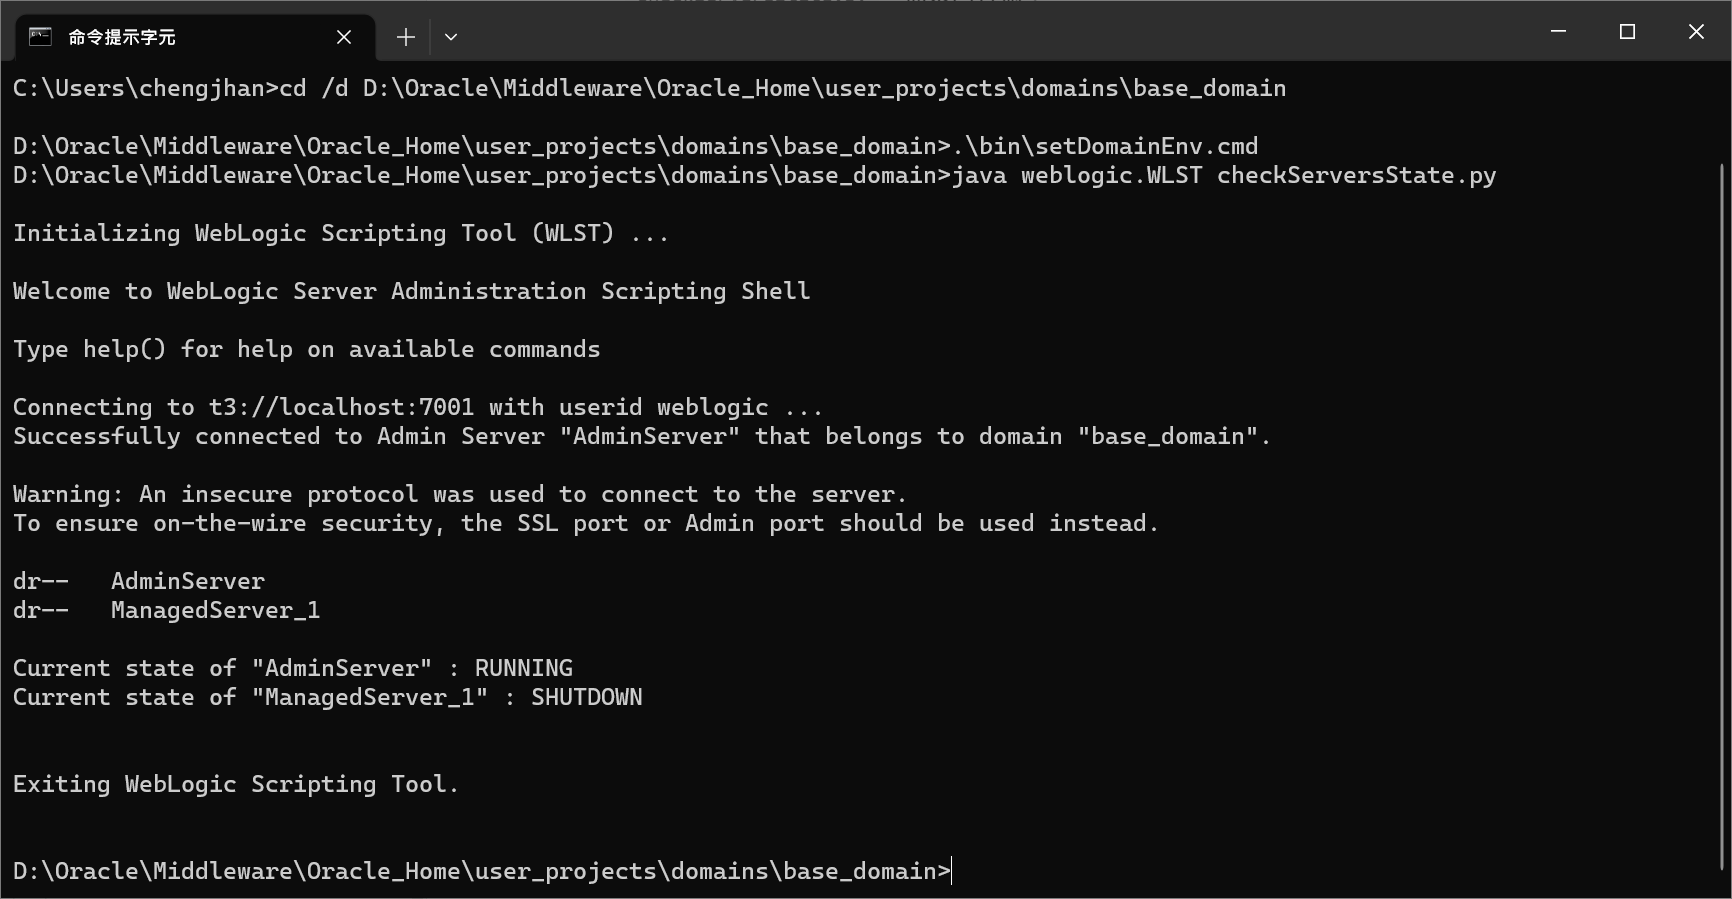 命令提示字元
C:\Users\chengjhan>cd /d D:\Oracle\Middleware\Oracle_Home\user_projects\domains\base_domain
D:\Oracle\Middleware\Oracle_Home\user_projects\domains\base_domain>.\bin\setDomainEnv.cmd
D:\Oracle\Middleware\Oracle_Home\user_projects\domains\base_domain>java weblogic.WLST checkServersState.py
Initializing WebLogic Scripting Tool (WLST) ...
Welcome to WebLogic Server Administration Scripting Shell
Type help() for help on available commands
Connecting to t3://localhost:7001 with userid weblogic ...
Successfully connected to Admin Server "AdminServer" that belongs to domain "base_domain".
Warning: An insecure protocol was used to connect to the server.
To ensure on-the-wire security, the SSL port or Admin port should be used instead.
dr--   AdminServer
dr--   ManagedServer_1
Current state of "AdminServer" : RUNNING
Current state of "ManagedServer_1" : SHUTDOWN
Exiting WebLogic Scripting Tool.
D:\Oracle\Middleware\Oracle_Home\user_projects\domains\base_domain>